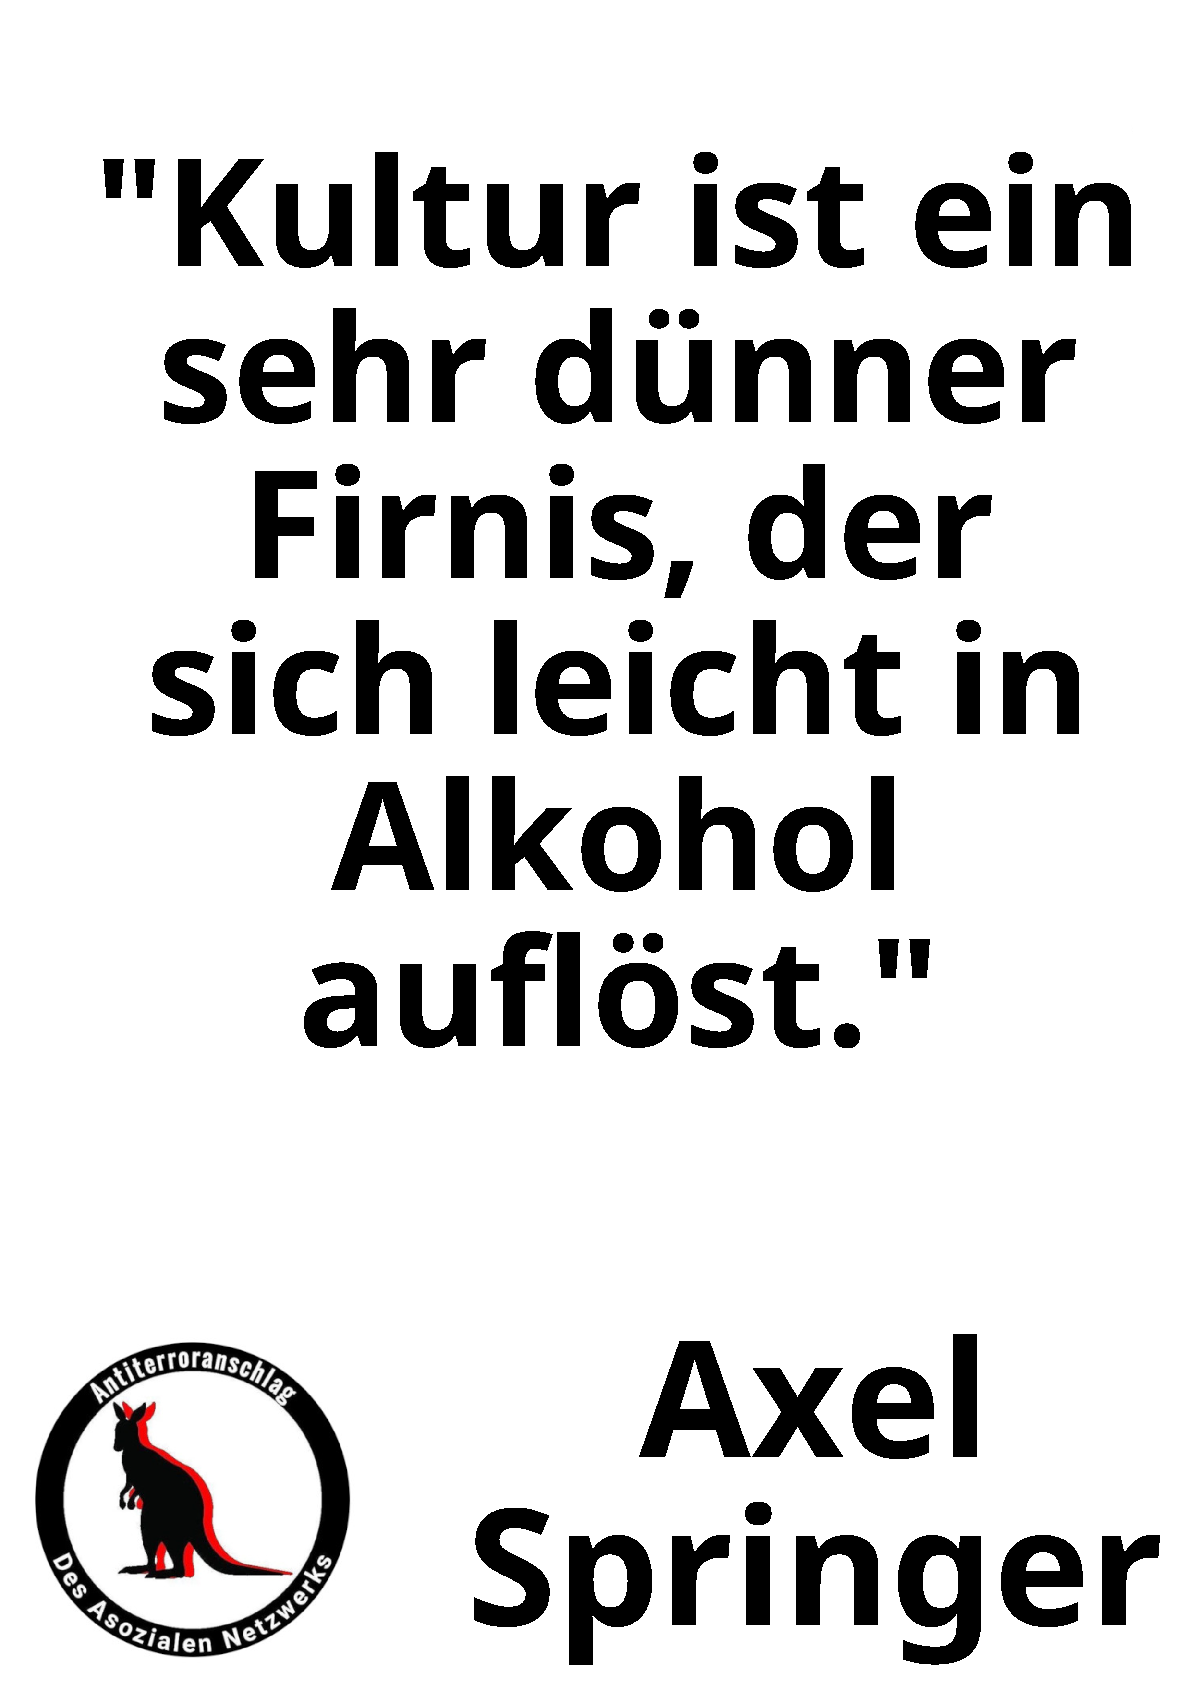 "Kultur ist ein
sehr dünner
Firnis, der
sich leicht in
Alkohol
auflöst."
Antiterroranschlag
Des Asozialen Netzwerks
Axel
Springer